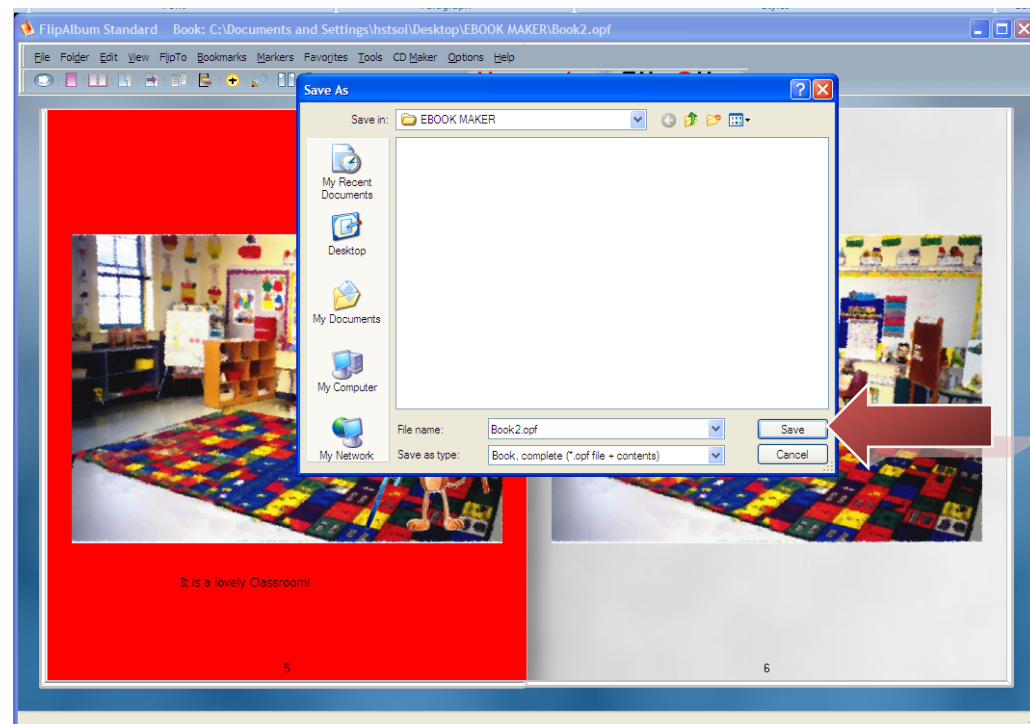 FlipAlbum Standard Book: C:\Documents and Settings\hstsoi\Desktop\EBOOK MAKER\Book2.opf
File Folder Edit View FlipTo Bookmarks Markers Favorites Tools CD Maker Options Help
Save As
Save in: EBOOK MAKER
My Recent
Documents
Desktop
My Documents
My Computer
My Network
File name: Book2.opf Save
Save as type: Book, complete (*.opf file + contents) Cancel
It is a lovely Classroom!
5
6